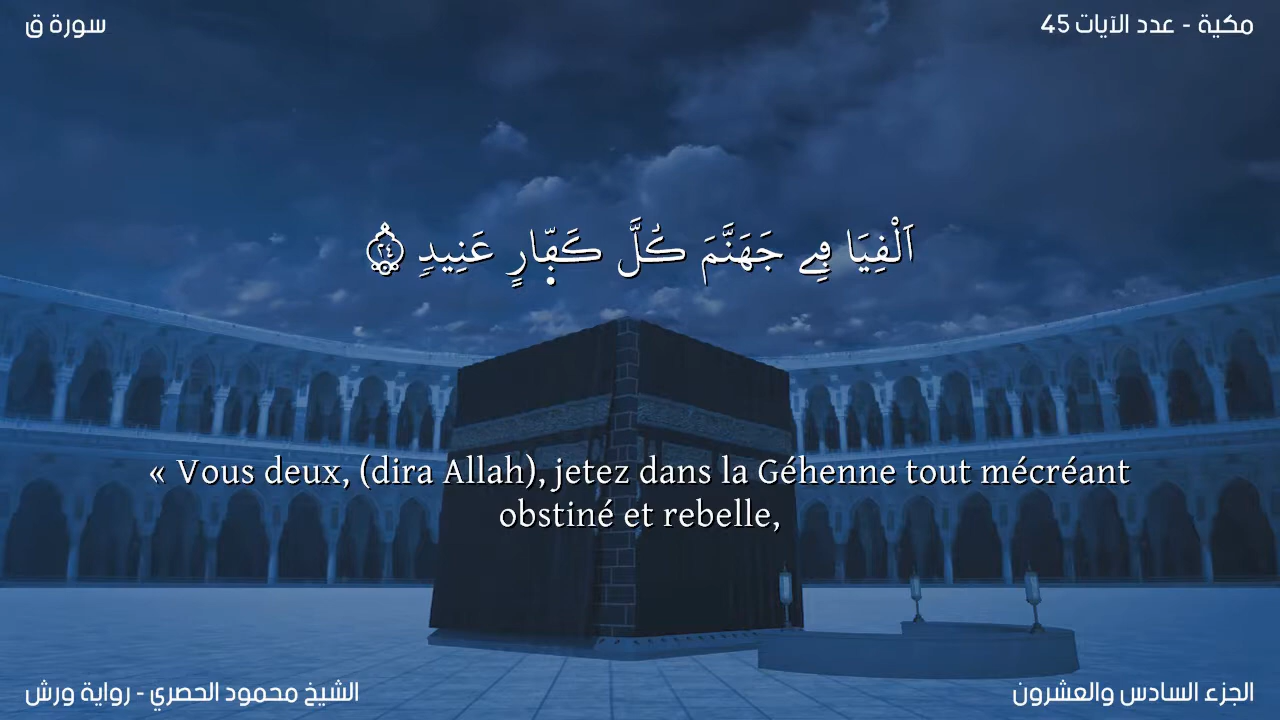 سورة ق
مكية - عدد الآيات 45
اَلْفِيَا فِے جَهَنَّمَ كُلَّ كَفّ۪ارٍ عَنِيدٖ ٢٤
« Vous deux, (dira Allah), jetez dans la Géhenne tout mécréant
obstiné et rebelle,
الشيخ محمود الحصري - رواية ورش
الجزء السادس والعشرون